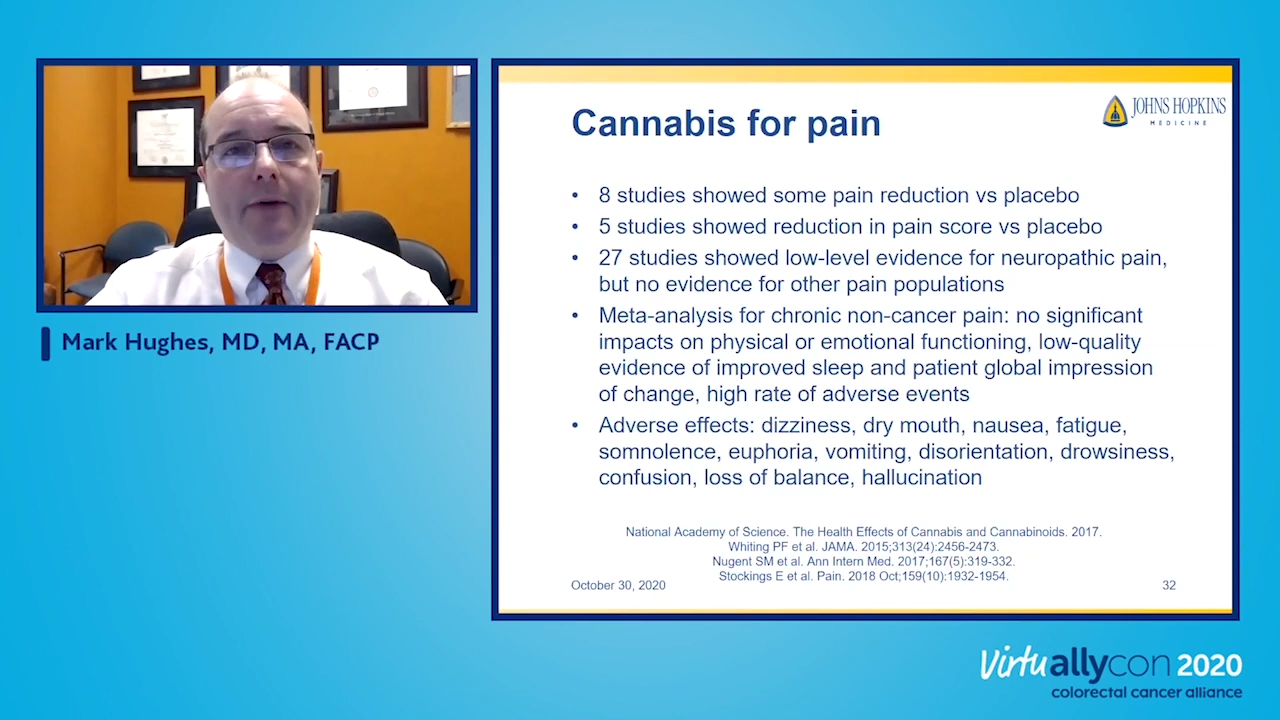 Mark Hughes, MD, MA, FACP
Cannabis for pain
JOHNS HOPKINS
MEDICINE
• 8 studies showed some pain reduction vs placebo
• 5 studies showed reduction in pain score vs placebo
• 27 studies showed low-level evidence for neuropathic pain,
but no evidence for other pain populations
• Meta-analysis for chronic non-cancer pain: no significant
impacts on physical or emotional functioning, low-quality
evidence of improved sleep and patient global impression
of change, high rate of adverse events
• Adverse effects: dizziness, dry mouth, nausea, fatigue,
somnolence, euphoria, vomiting, disorientation, drowsiness,
confusion, loss of balance, hallucination
National Academy of Science. The Health Effects of Cannabis and Cannabinoids. 2017.
Whiting PF et al. JAMA. 2015;313(24):2456-2473.
Nugent SM et al. Ann Intern Med. 2017;167(5):319-332.
Stockings E et al. Pain. 2018 Oct;159(10):1932-1954.
October 30, 2020
32
Virtuallycon 2020
colorectal cancer alliance